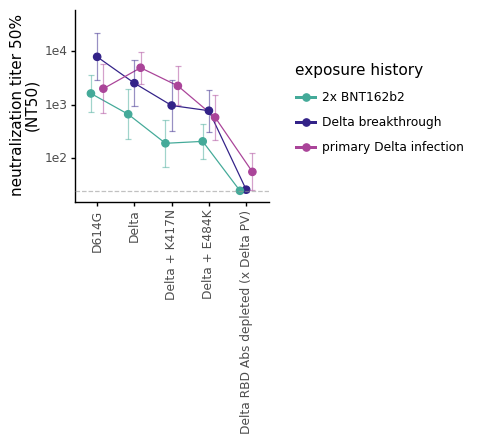 neutralization titer 50%
(NT50)
1e4
1e3
1e2
D614G
Delta
Delta + K417N
Delta + E484K
Delta RBD Abs depleted (x Delta PV)
exposure history
2x BNT162b2
Delta breakthrough
primary Delta infection